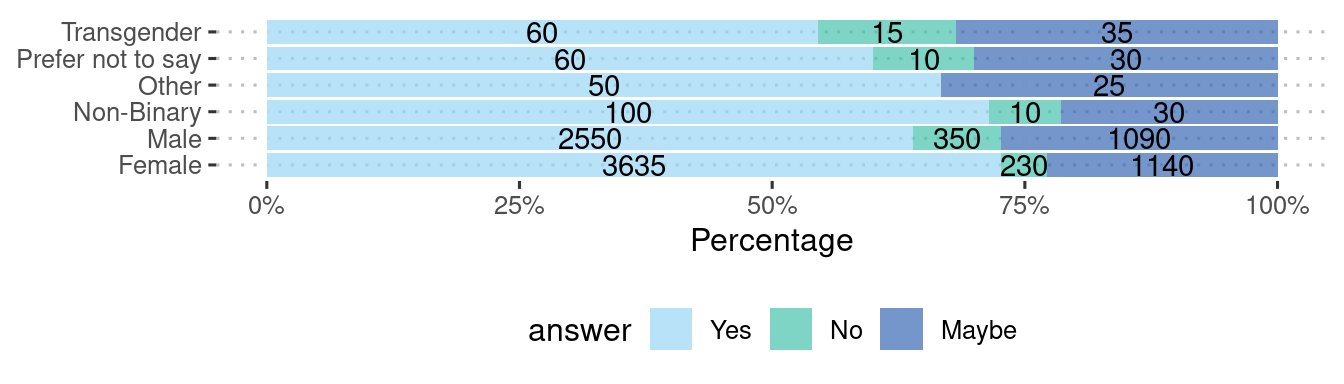 Transgender 60 15 35
Prefer not to say 60 10 30
Other 50 25
Non-Binary 100 10 30
Male 2550 350 1090
Female 3635 230 1140
0% 25% 50% 75% 100%
Percentage
answer Yes No Maybe